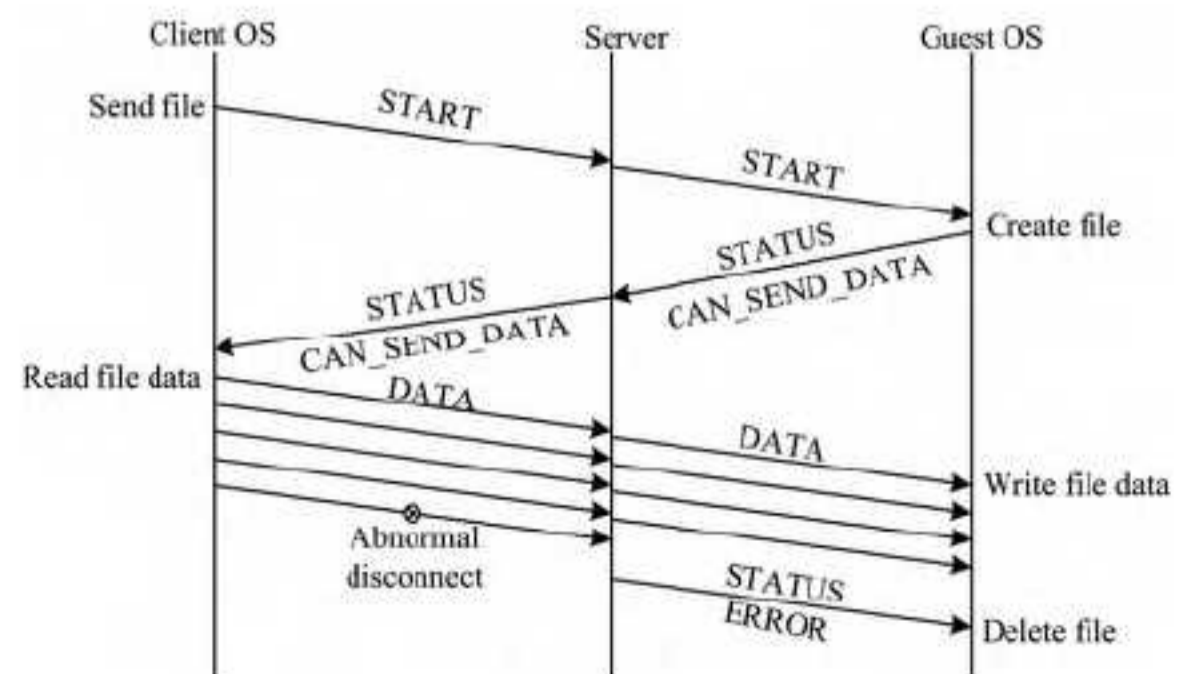 Client OS
Server
Guest OS
Send file
START
START
Create file
STATUS
CAN_SEND_DATA
STATUS
CAN_SEND_DATA
Read file data
DATA
DATA
Write file data
Abnormal
disconnect
STATUS
ERROR
Delete file